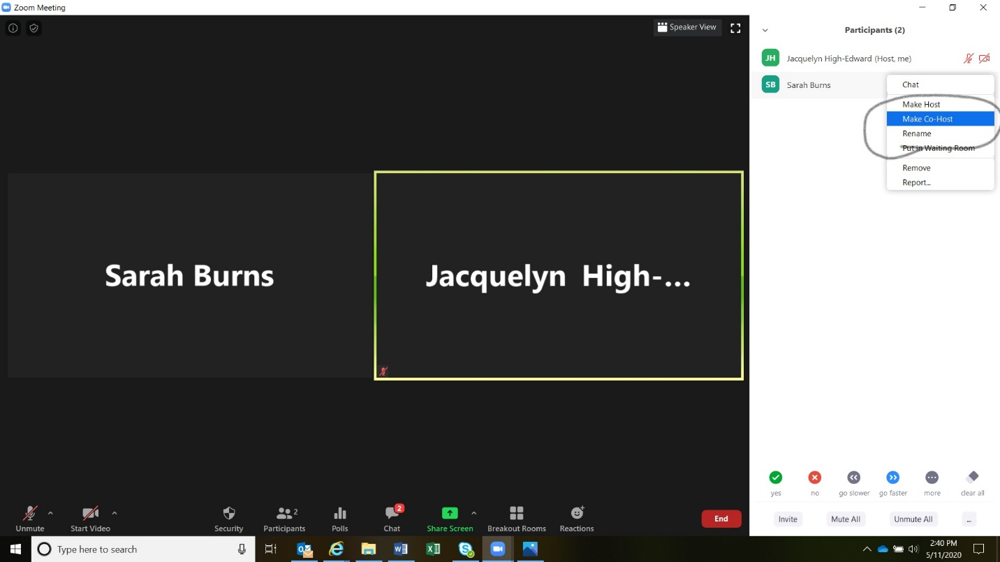 Zoom Meeting
Speaker View
Participants (2)
JH Jacquelyn High-Edward (Host, me)
SB Sarah Burns
Chat
Make Host
Make Co-Host
Rename
Put in Waiting Room
Remove
Report...
Sarah Burns
Jacquelyn High-...
yes no go slower go faster more clear all
Invite Mute All Unmute All ...
Unmute Start Video Security Participants 2 Polls Chat 2 Share Screen Breakout Rooms Reactions End
Type here to search
2:40 PM
5/11/2020